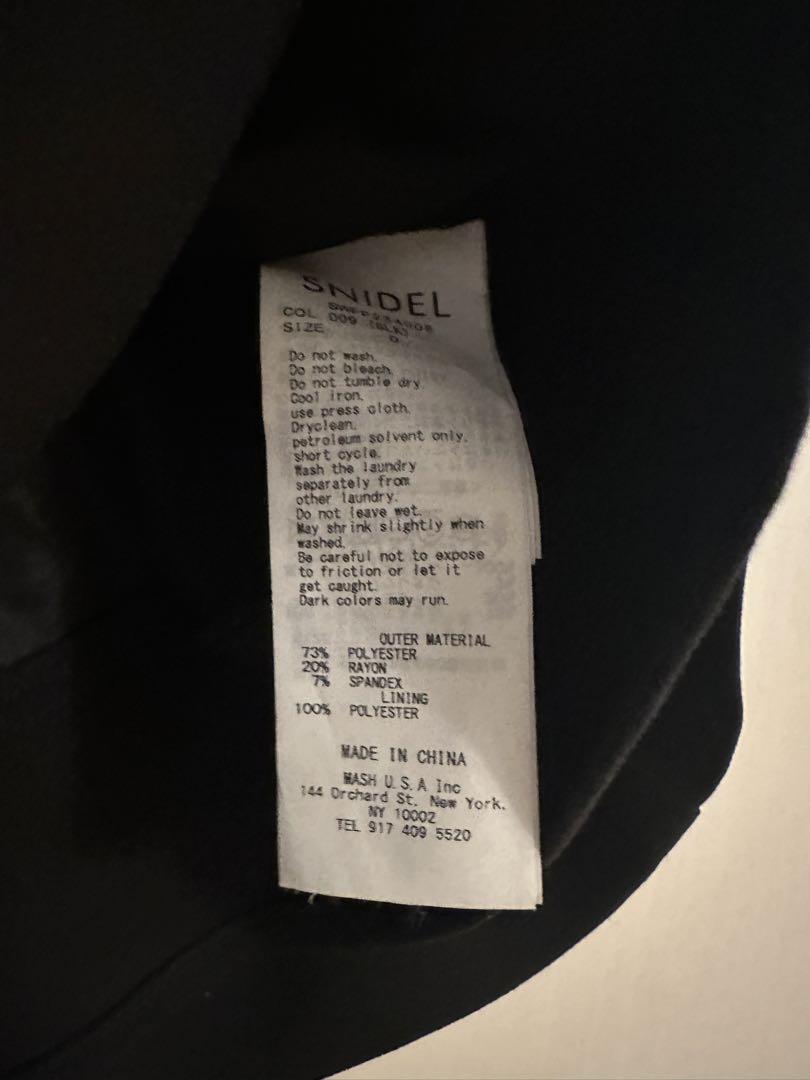 SNIDEL
COL 009 (BLK)
SIZE 0
Do not wash.
Do not bleach.
Do not tumble dry
Cool iron.
use press cloth.
Dryclean.
petroleum solvent only.
short cycle.
Wash the laundry
separately from
other laundry.
Do not leave wet.
May shrink slightly when
washed.
Be careful not to expose
to friction or let it
get caught.
Dark colors may run.
OUTER MATERIAL
73% POLYESTER
20% RAYON
7% SPANDEX
LINING
100% POLYESTER
MADE IN CHINA
MASH U.S.A Inc
144 Orchard St. New York.
NY 10002
TEL 917 409 5520